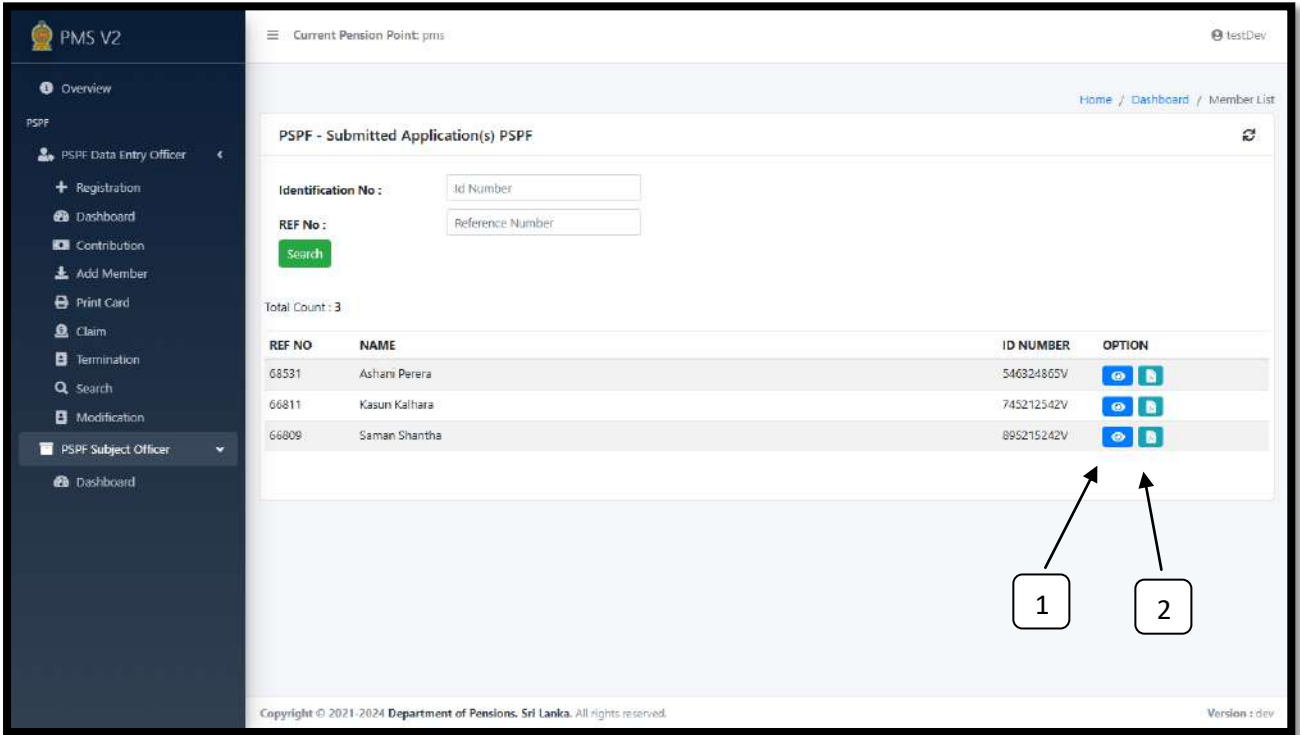 PMS V2
Current Pension Point: pms
testDev
Overview
Home / Dashboard / Member List
PSPF
PSPF - Submitted Application(s) PSPF
PSPF Data Entry Officer
Registration
Identification No :
Id Number
Dashboard
REF No :
Reference Number
Contribution
Search
Add Member
Print Card
Total Count : 3
Claim
REF NO NAME ID NUMBER OPTION
Termination
68531 Ashani Perera 546324865V
Search
66811 Kasun Kalhara 745212542V
Modification
66809 Saman Shantha 895215242V
PSPF Subject Officer
Dashboard
1
2
Copyright © 2021-2024 Department of Pensions. Sri Lanka. All rights reserved.
Version : dev